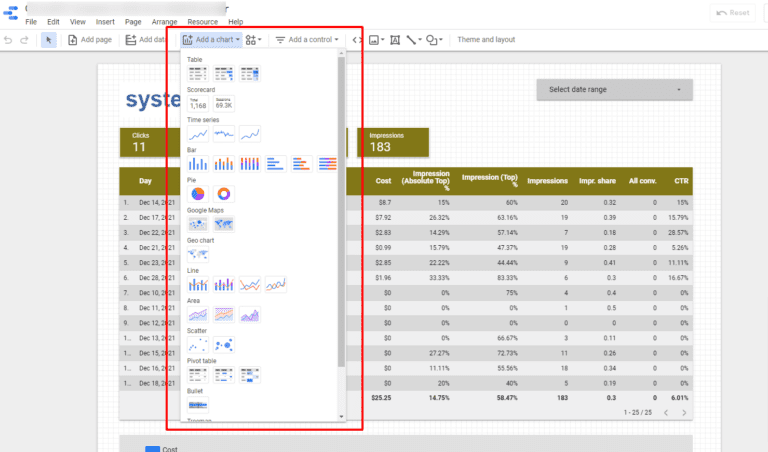 Reset
File Edit View Insert Page Arrange Resource Help
Add page Add data Add a chart Add a control Theme and layout
Table
Scorecard
Total 1,168 Sessions 69.3K
Time series
Bar
Pie
Google Maps
Geo chart
Line
Area
Scatter
Pivot table
Bullet
Treemap
syste
Select date range
Clicks
11
Impressions
183
Day Cost Impression (Absolute Top) % Impression (Top) % Impressions Impr. share All conv. CTR
1. Dec 14, 2021 $8.7 15% 60% 20 0.32 0 15%
2. Dec 17, 2021 $7.92 26.32% 63.16% 19 0.39 0 15.79%
3. Dec 22, 2021 $2.83 14.29% 57.14% 7 0.18 0 28.57%
4. Dec 21, 2021 $0.99 15.79% 47.37% 19 0.28 0 5.26%
5. Dec 23, 2021 $2.85 22.22% 44.44% 9 0.41 0 11.11%
6. Dec 28, 2021 $1.96 33.33% 83.33% 6 0.3 0 16.67%
7. Dec 10, 2021 $0 0% 75% 4 0.4 0 0%
8. Dec 11, 2021 $0 0% 0% 1 0.5 0 0%
9. Dec 12, 2021 $0 0% 0% 0 0 0 0%
1... Dec 13, 2021 $0 0% 66.67% 3 0.11 0 0%
1... Dec 15, 2021 $0 27.27% 72.73% 11 0.26 0 0%
1... Dec 16, 2021 $0 11.11% 55.56% 18 0.34 0 0%
1... Dec 18, 2021 $0 20% 40% 5 0.19 0 0%
$25.25 14.75% 58.47% 183 0.3 0 6.01%
1 - 25 / 25
Cost